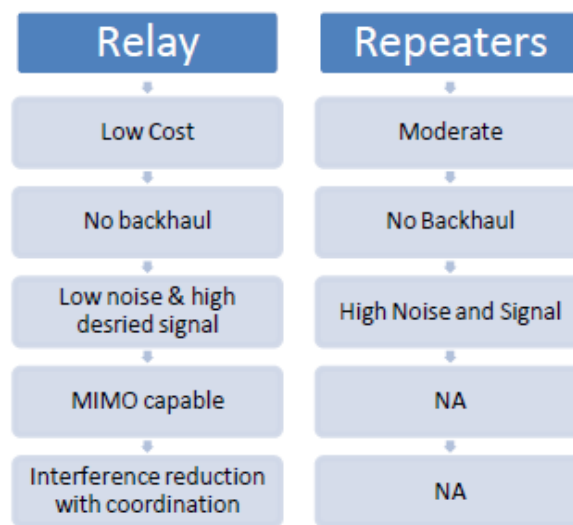 Relay
Low Cost
No backhaul
Low noise & high
desried signal
MIMO capable
Interference reduction
with coordination
Repeaters
Moderate
No Backhaul
High Noise and Signal
NA
NA